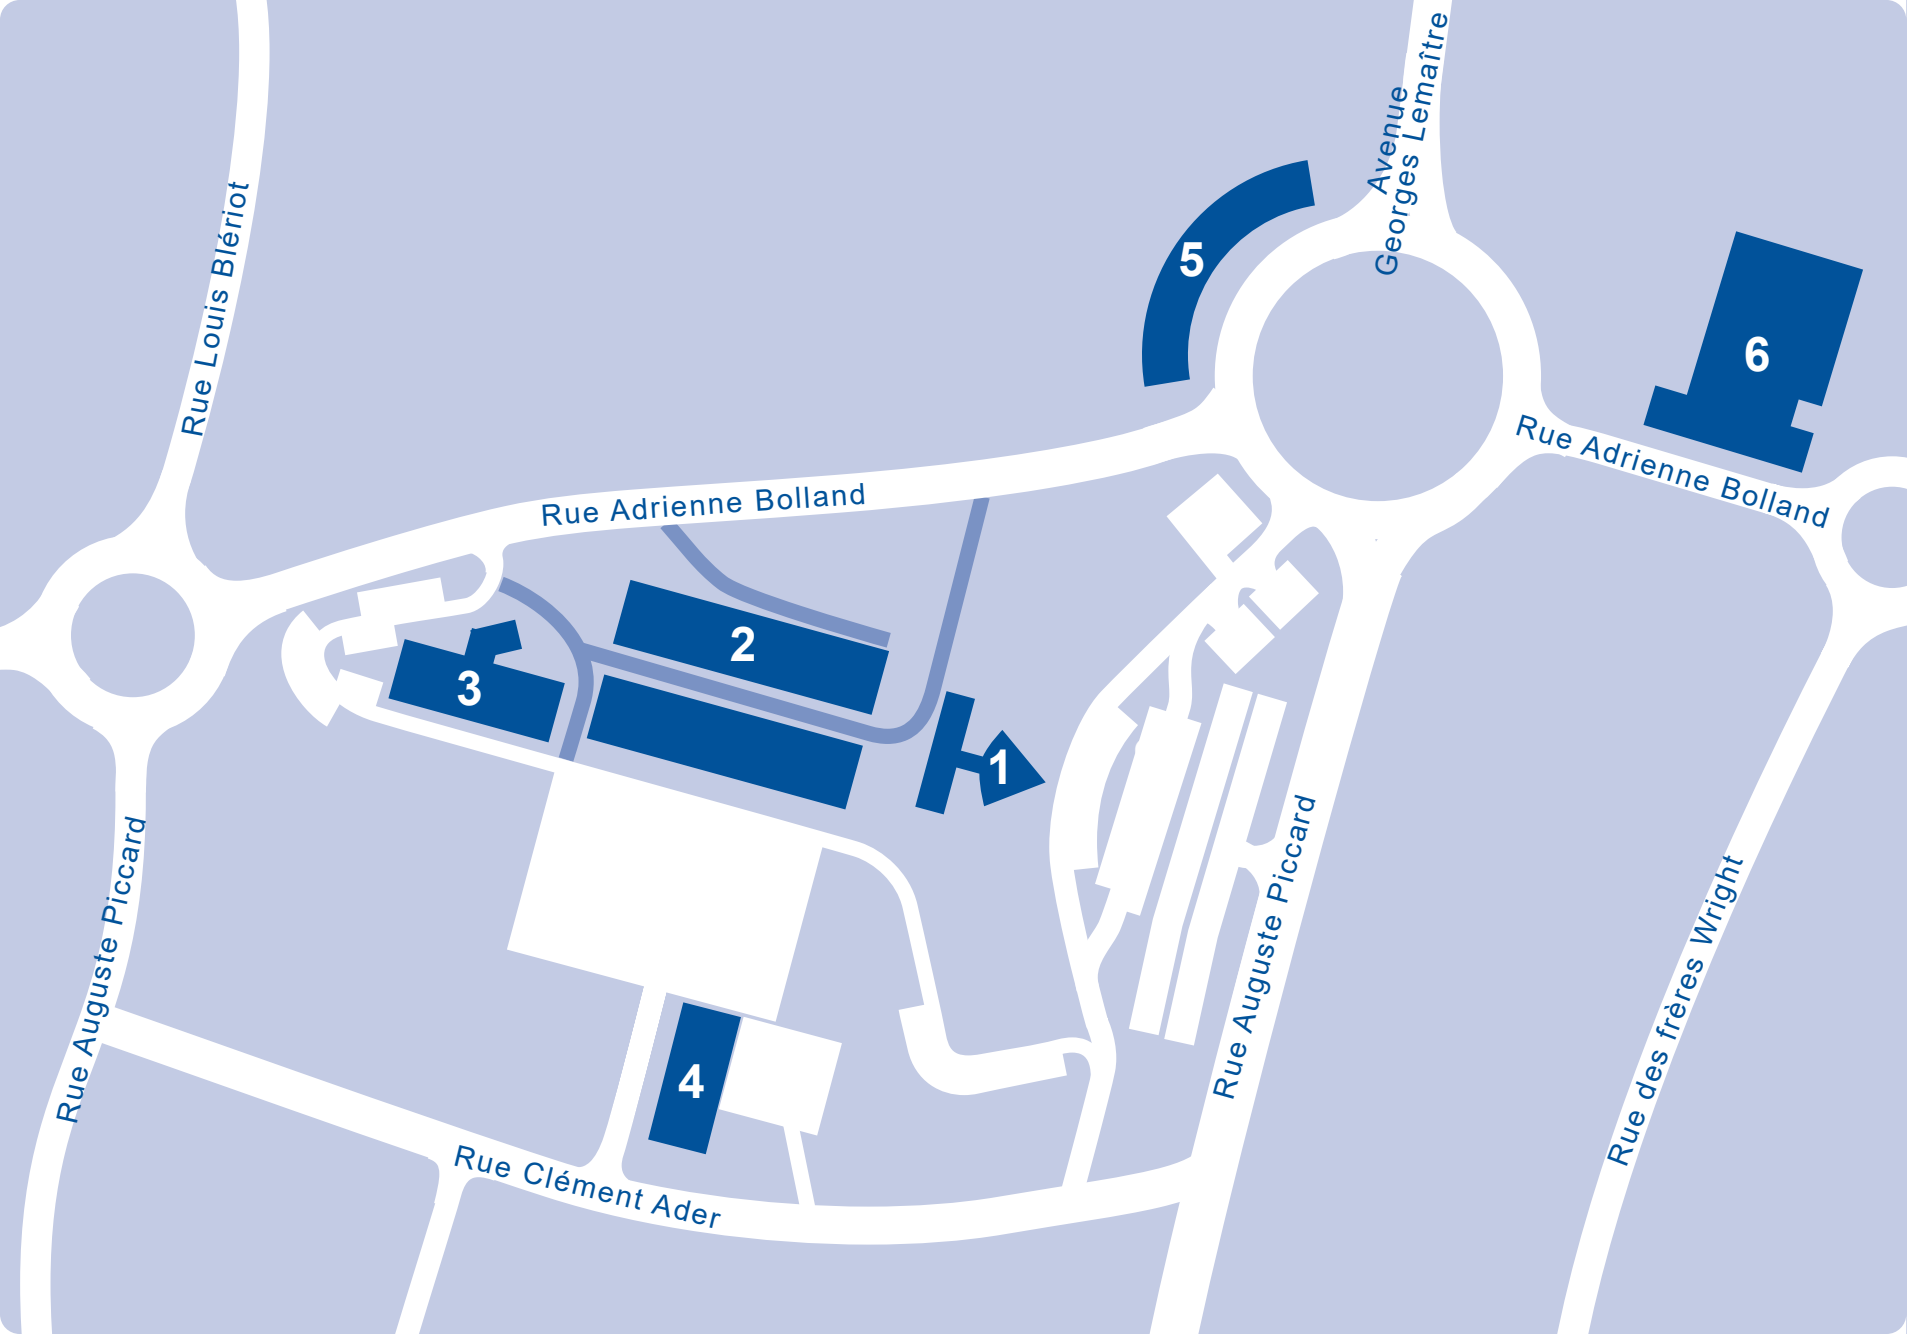 Avenue
Georges Lemaître
Rue Louis Blériot
5
6
Rue Adrienne Bolland
Rue Adrienne Bolland
2
3
1
Rue Auguste Piccard
Rue Auguste Piccard
Rue des frères Wright
4
Rue Clément Ader